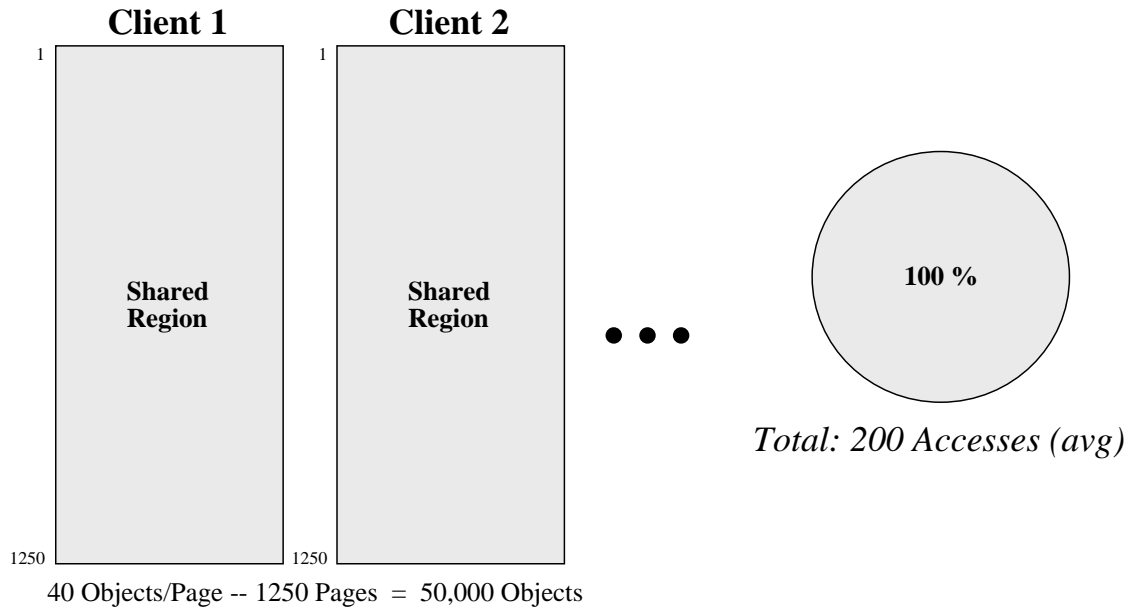 Client 1
Client 2
1
1
Shared
Region
Shared
Region
100 %
Total: 200 Accesses (avg)
1250
1250
40 Objects/Page -- 1250 Pages = 50,000 Objects